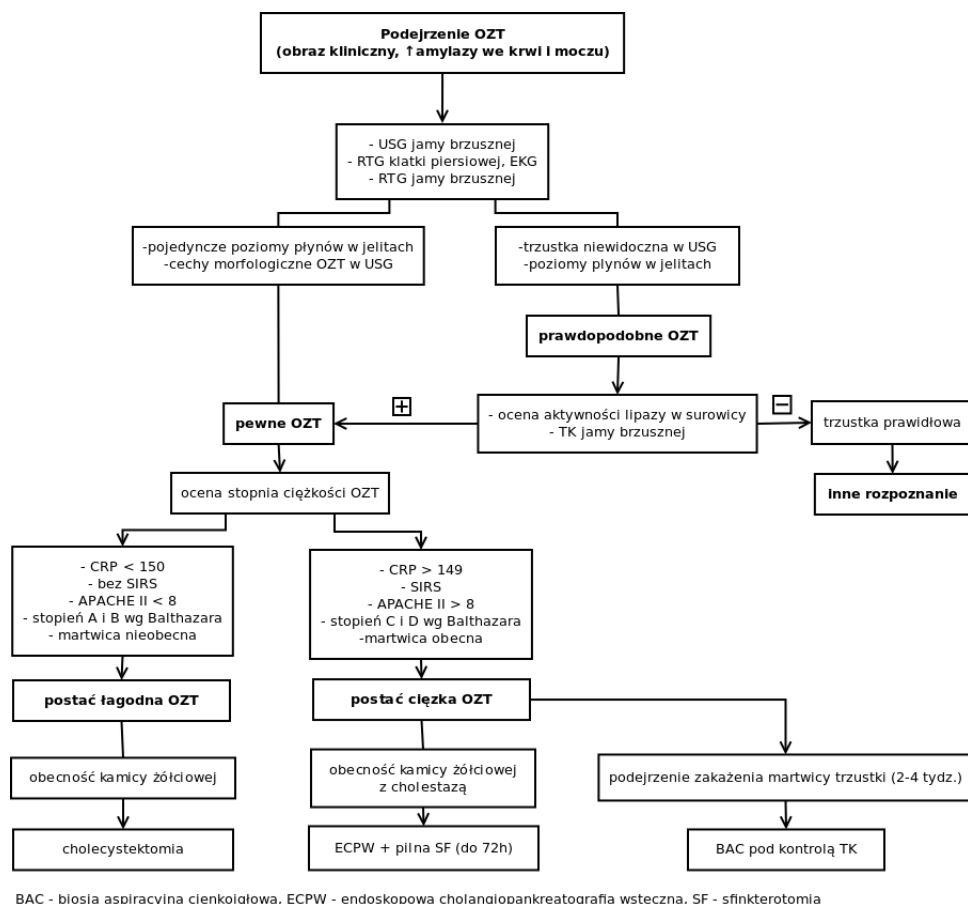 Podejrzenie OZT
(obraz kliniczny, ↑amylazy we krwi i moczu)
- USG jamy brzusznej
- RTG klatki piersiowej, EKG
- RTG jamy brzusznej
-pojedyncze poziomy płynów w jelitach
-cechy morfologiczne OZT w USG
-trzustka niewidoczna w USG
-poziomy plynów w jelitach
prawdopodobne OZT
- ocena aktywności lipazy w surowicy
- TK jamy brzusznej
+
−
pewne OZT
trzustka prawidłowa
inne rozpoznanie
ocena stopnia ciężkości OZT
- CRP < 150
- bez SIRS
- APACHE II < 8
- stopień A i B wg Balthazara
- martwica nieobecna
- CRP > 149
- SIRS
- APACHE II > 8
- stopień C i D wg Balthazara
-martwica obecna
postać łagodna OZT
postać cięzka OZT
obecność kamicy żółciowej
obecność kamicy żółciowej
z cholestazą
podejrzenie zakażenia martwicy trzustki (2-4 tydz.)
cholecystektomia
ECPW + pilna SF (do 72h)
BAC pod kontrolą TK
BAC - biosja aspiracyjna cienkoigłowa, ECPW - endoskopowa cholangiopankreatografia wsteczna, SF - sfinkterotomia